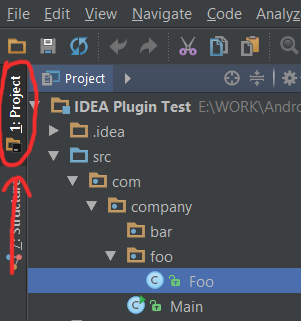 File Edit View Navigate Code Analyz
1: Project
Project
IDEA Plugin Test E:\WORK\Andro
.idea
src
com
company
bar
foo
Foo
Main
7: Structure